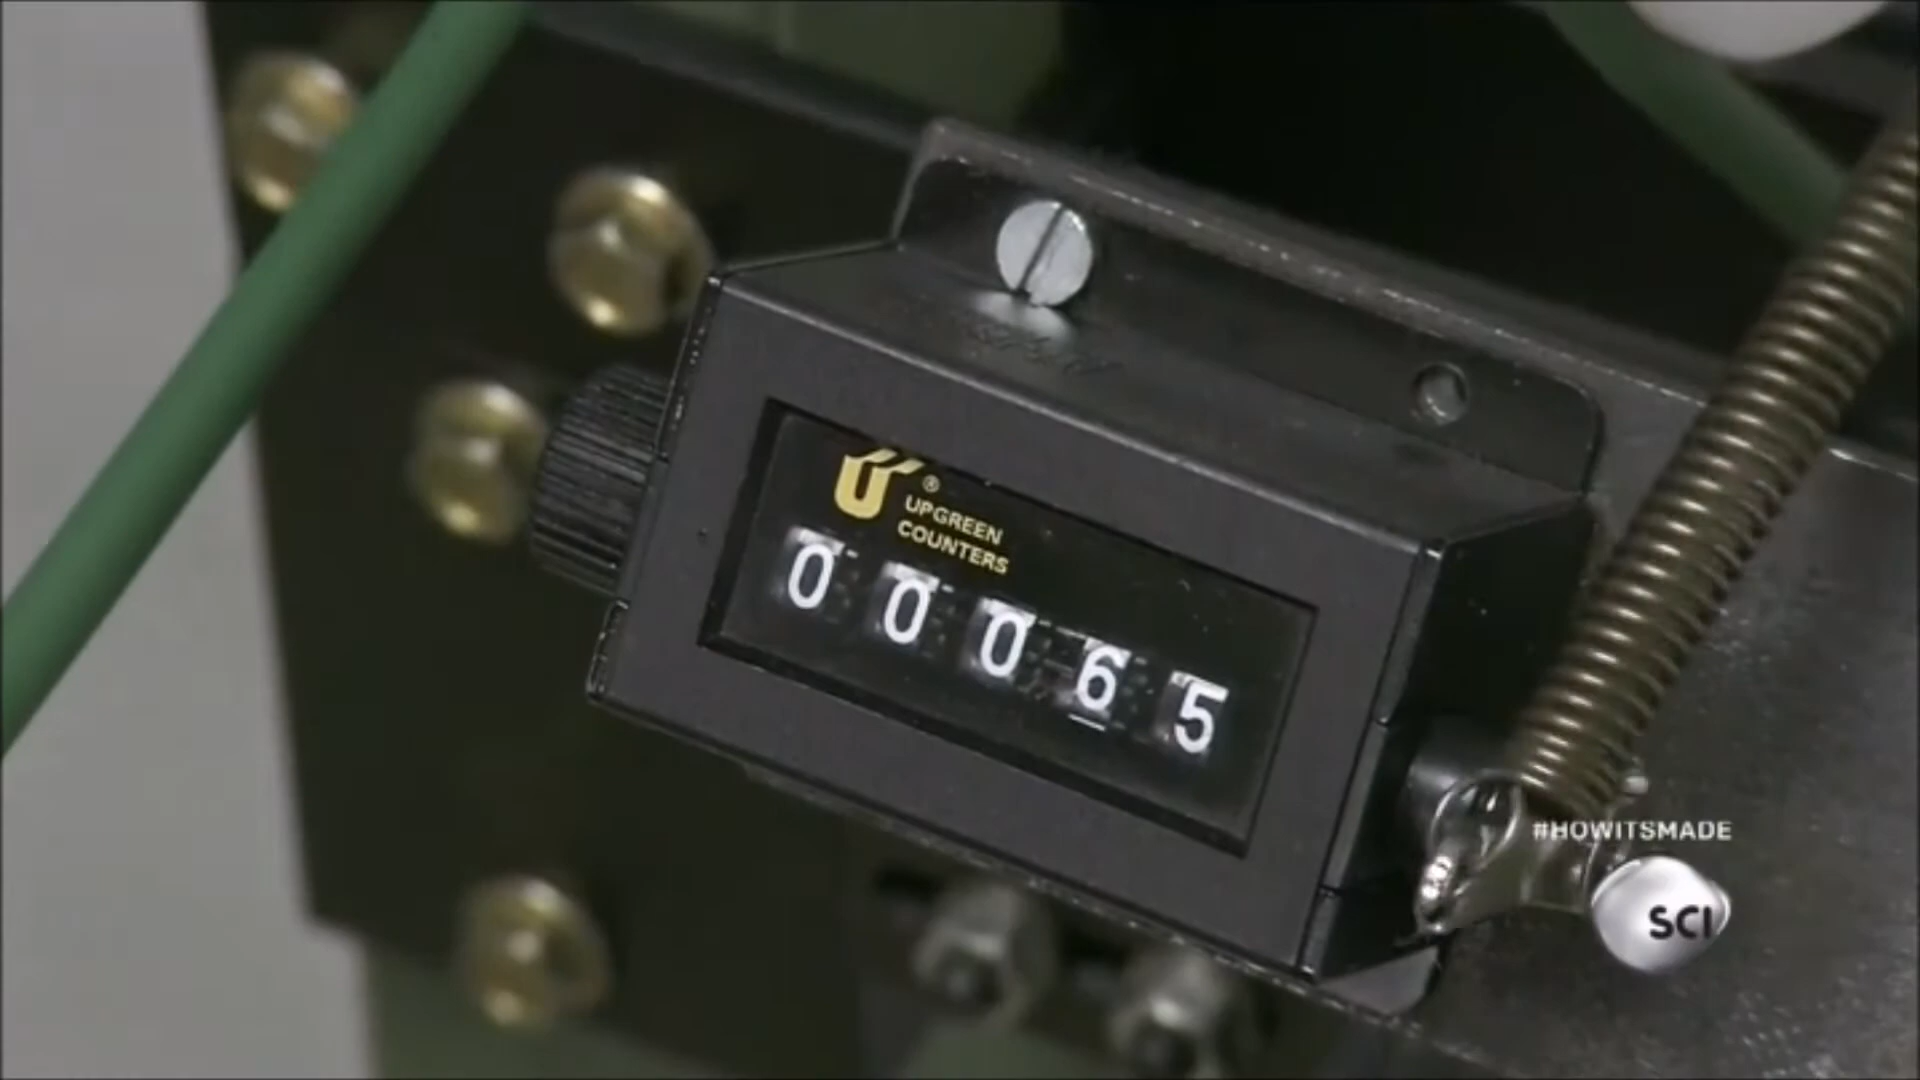 U®
UPGREEN
COUNTERS
0 0 0 6 5
#HOWITSMADE
SCI